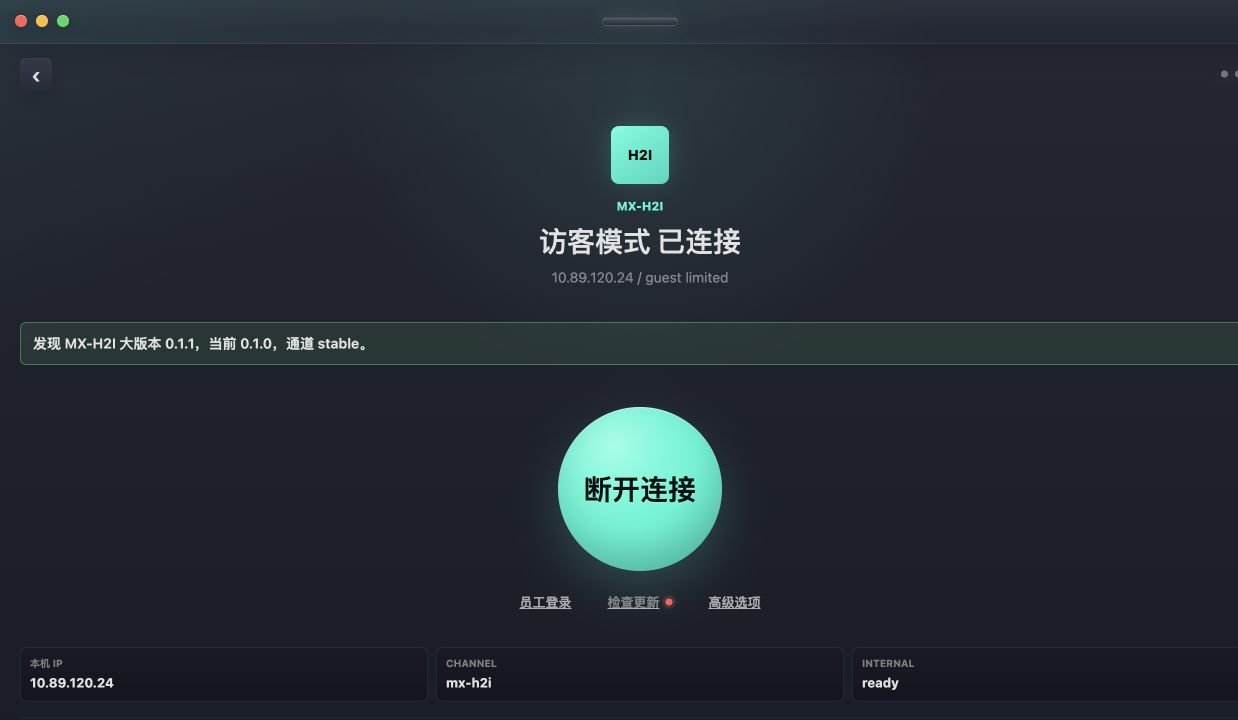 H2I
MX-H2I
访客模式 已连接
10.89.120.24 / guest limited
发现 MX-H2I 大版本 0.1.1，当前 0.1.0，通道 stable。
断开连接
员工登录 检查更新 高级选项
本机 IP
10.89.120.24
CHANNEL
mx-h2i
INTERNAL
ready